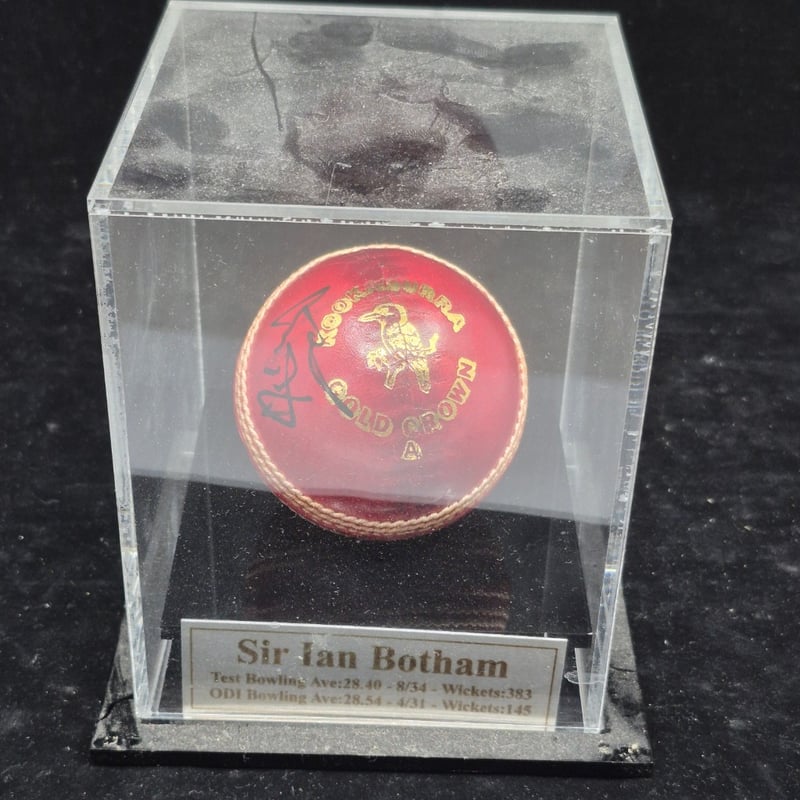 KOOKABURRA
GOLD CROWN
A
Sir Ian Botham
Test Bowling Ave:28.40 - 8/34 - Wickets:383
ODI Bowling Ave:28.54 - 4/31 - Wickets:145